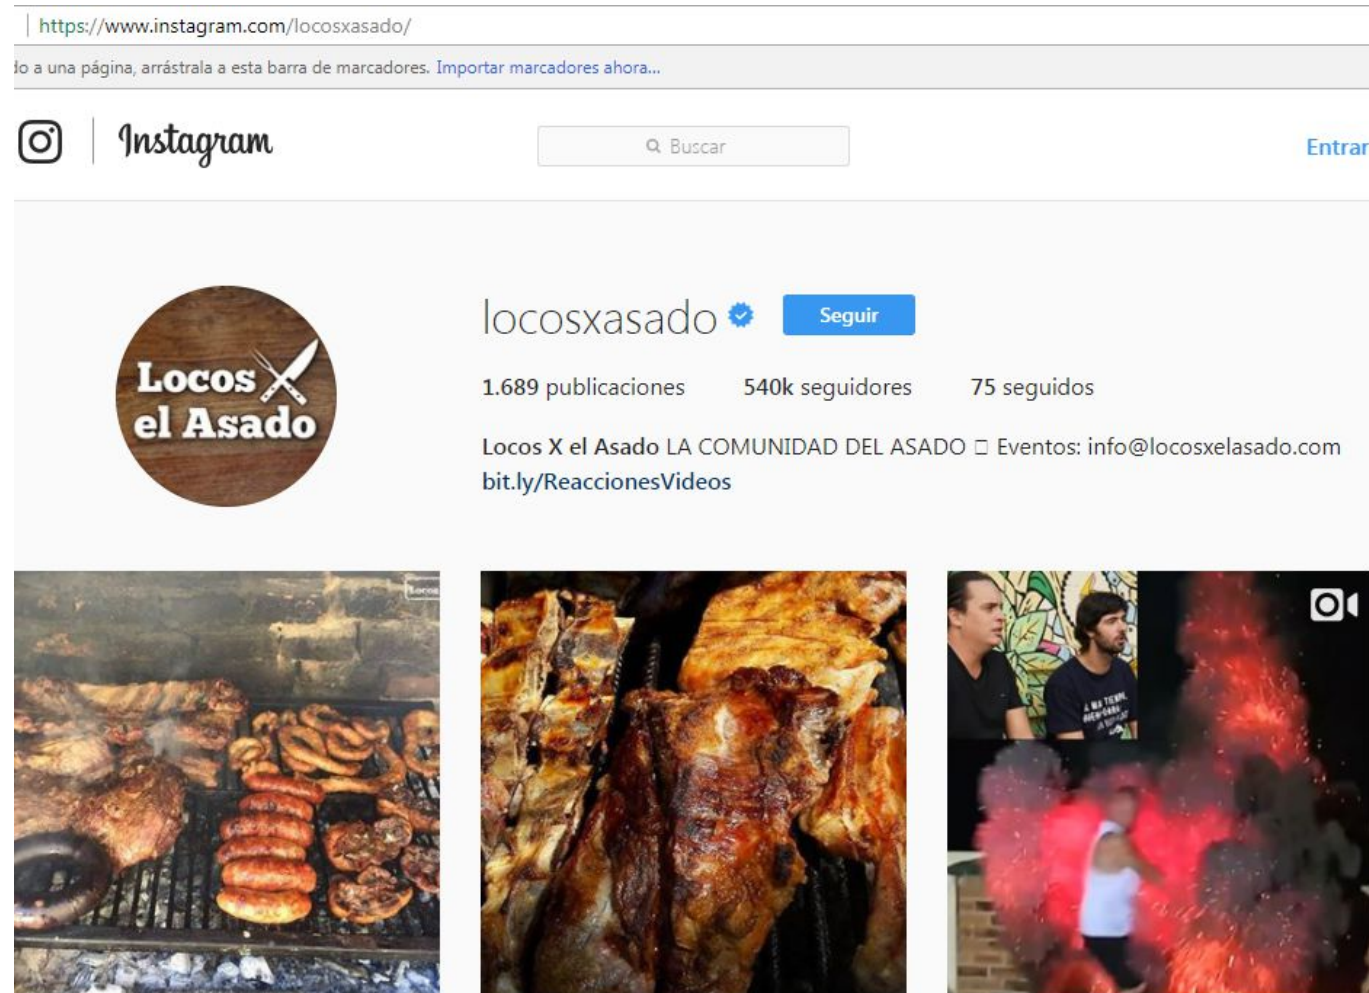 https://www.instagram.com/locosxasado/
do a una página, arrástrala a esta barra de marcadores. Importar marcadores ahora...
Instagram
Buscar
Entrar
locosxasado
Seguir
Locos X
el Asado
1.689 publicaciones 540k seguidores 75 seguidos
Locos X el Asado LA COMUNIDAD DEL ASADO □ Eventos: info@locosxelasado.com
bit.ly/ReaccionesVideos
Locos